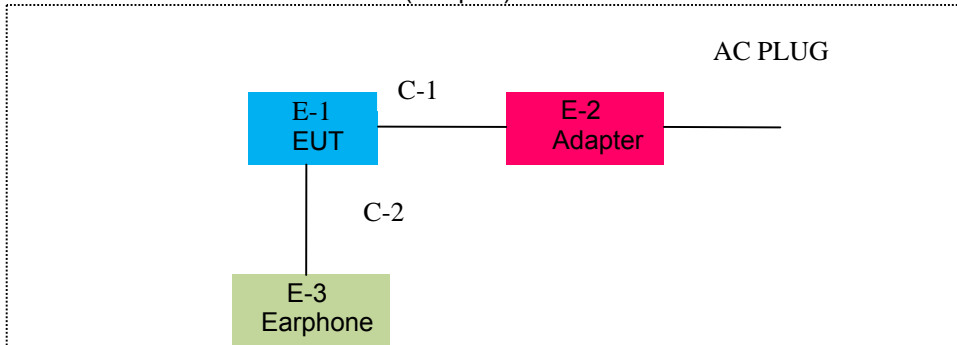 AC PLUG
C-1
E-1
EUT
E-2
Adapter
C-2
E-3
Earphone